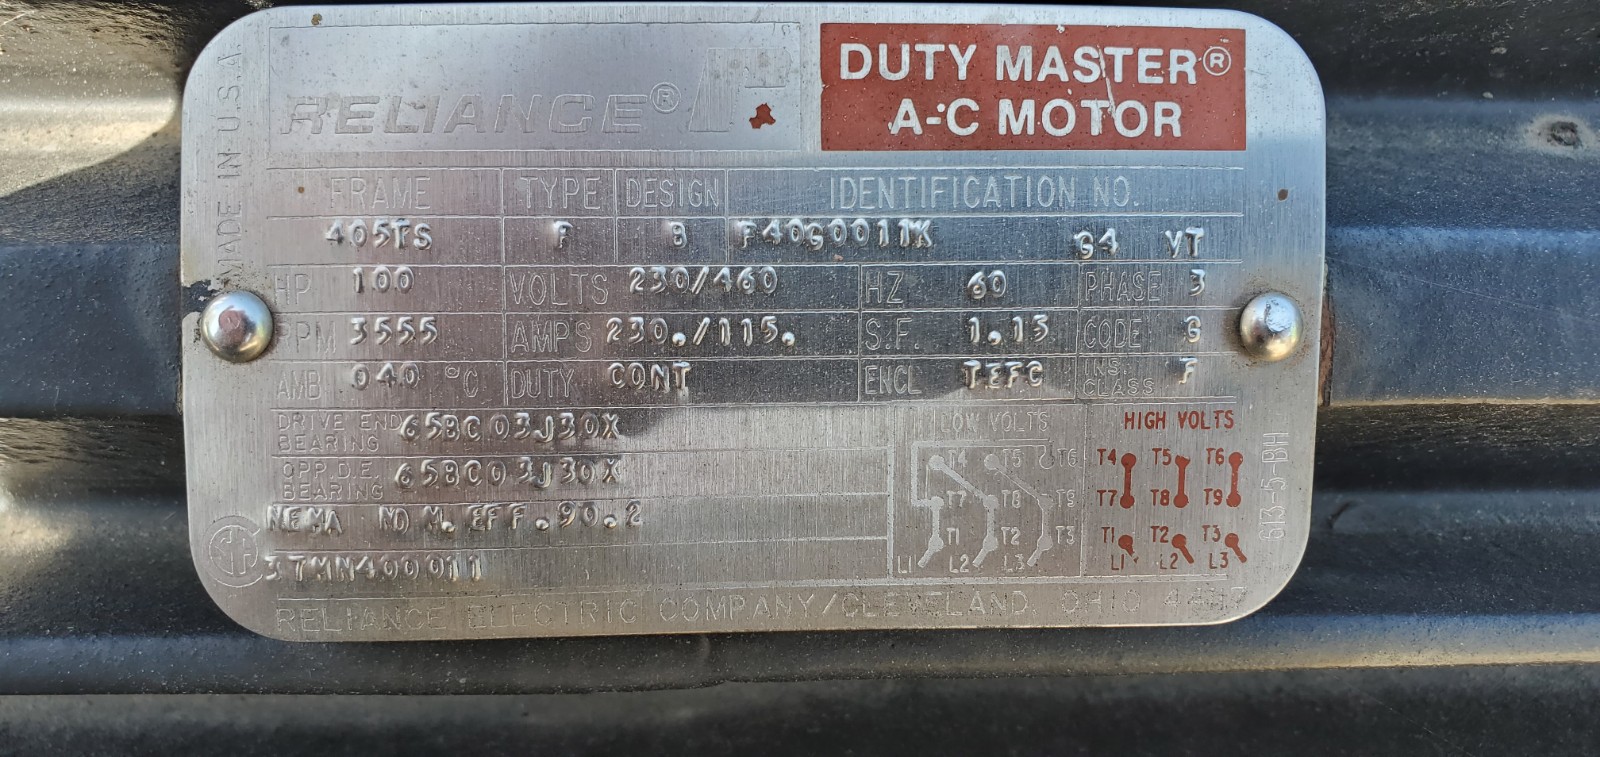 MADE IN U.S.A.
RELIANCE®
DUTY MASTER®
A-C MOTOR
FRAME TYPE DESIGN IDENTIFICATION NO.
405TS F B P40G0011K G4 YT
HP 100 VOLTS 230/460 HZ 60 PHASE 3
RPM 3555 AMPS 230./115. S.F. 1.15 CODE G
AMB 040 °C DUTY CONT ENCL TEFC INS. CLASS F
DRIVE END BEARING 65BC03J30X
OPP.D.E. BEARING 65BC03J30X
NEMA NOM.EFF.90.2
37MN400011
LOW VOLTS
T4 T5 T6
T7 T8 T9
T1 T2 T3
L1 L2 L3
HIGH VOLTS
T4 T5 T6
T7 T8 T9
T1 T2 T3
L1 L2 L3
613-5-BH
RELIANCE ELECTRIC COMPANY/CLEVELAND, OHIO